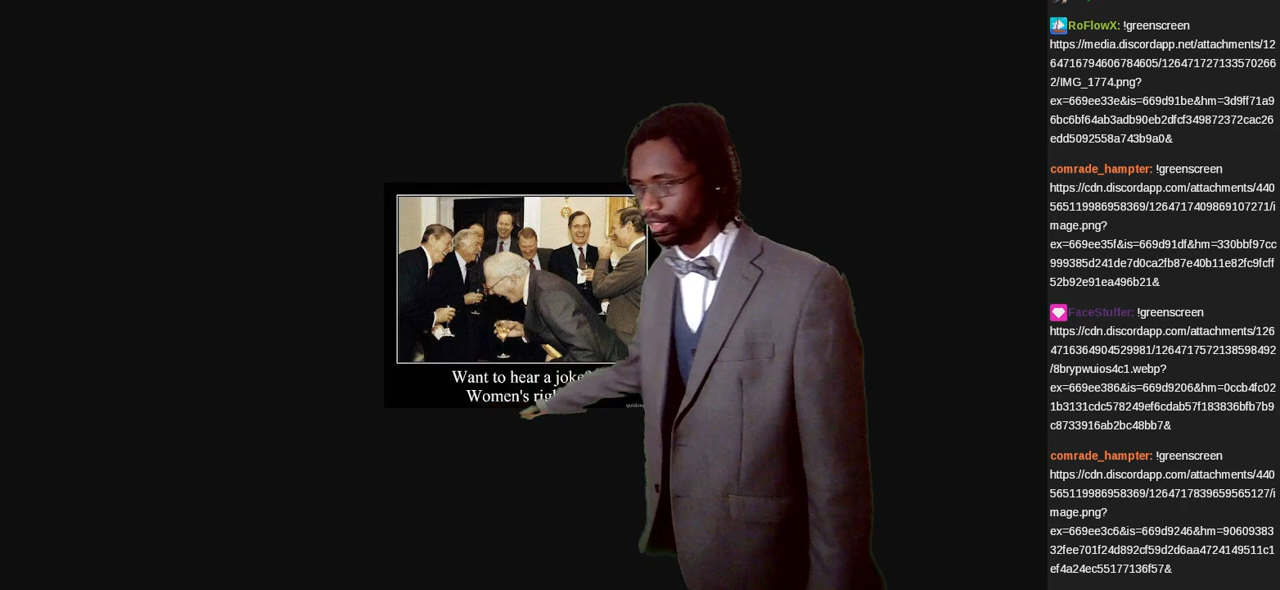 Want to hear a joke?
Women's
RoFlowX: !greenscreen
https://media.discordapp.net/attachments/12
64716794606784605/126471727133570266
2/IMG_1774.png?
ex=669ee33e&is=669d91be&hm=3d9ff71a9
6bc6bf64ab3adb90eb2dfcf349872372cac26
edd5092558a743b9a0&
comrade_hampter: !greenscreen
https://cdn.discordapp.com/attachments/440
565119986958369/1264717409869107271/i
mage.png?
ex=669ee35f&is=669d91df&hm=330bbf97cc
999385d241de7d0ca2fb87e40b11e82fc9fcff
52b92e91ea496b21&
FaceStuffer: !greenscreen
https://cdn.discordapp.com/attachments/126
4716364904529981/1264717572138598492
/8brypwuios4c1.webp?
ex=669ee386&is=669d9206&hm=0ccb4fc02
1b3131cdc578249ef6cdab57f183836bfb7b9
c8733916ab2bc48bb7&
comrade_hampter: !greenscreen
https://cdn.discordapp.com/attachments/440
565119986958369/1264717839659565127/i
mage.png?
ex=669ee3c6&is=669d9246&hm=90609383
32fee701f24d892cf59d2d6aa4724149511c1
ef4a24ec55177136f57&